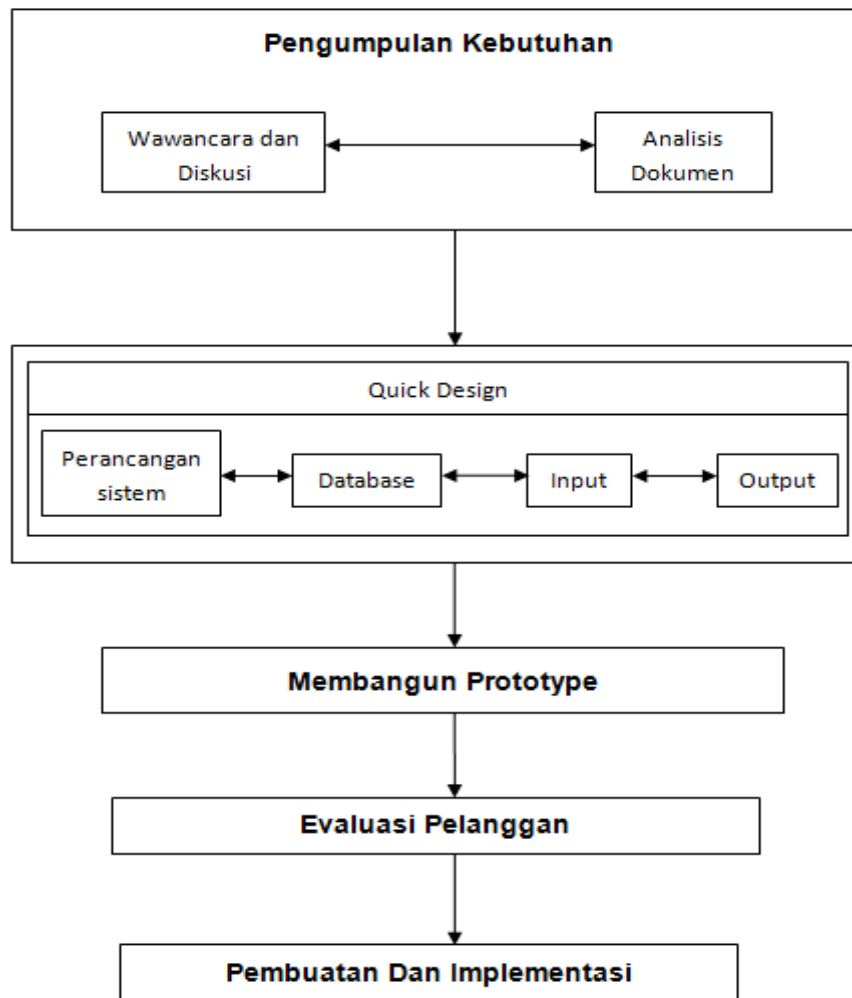 Pengumpulan Kebutuhan
Wawancara dan
Diskusi
Analisis
Dokumen
Quick Design
Perancangan
sistem
Database
Input
Output
Membangun Prototype
Evaluasi Pelanggan
Pembuatan Dan Implementasi